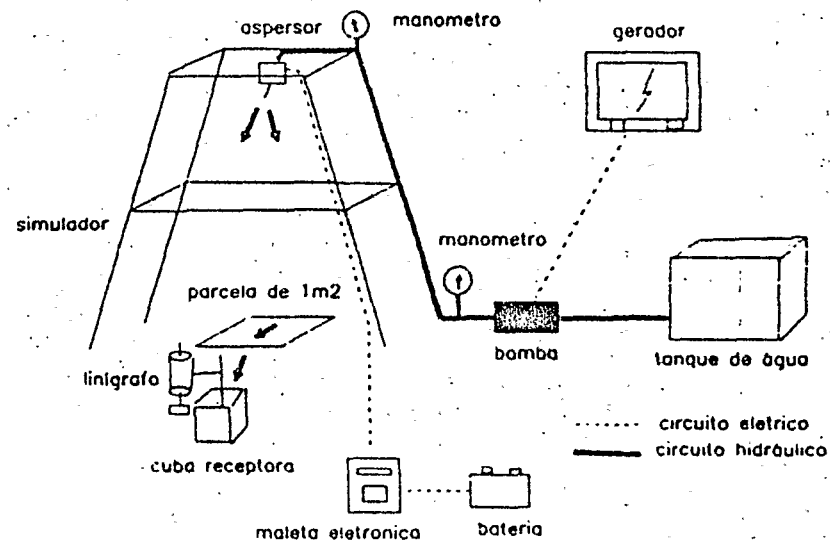 aspersor
manometro
gerador
simulador
manometro
parcela de 1m2
bomba
tanque de água
linígrafo
cuba receptora
circuito eletrico
circuito hidráulico
maleta eletronica
bateria